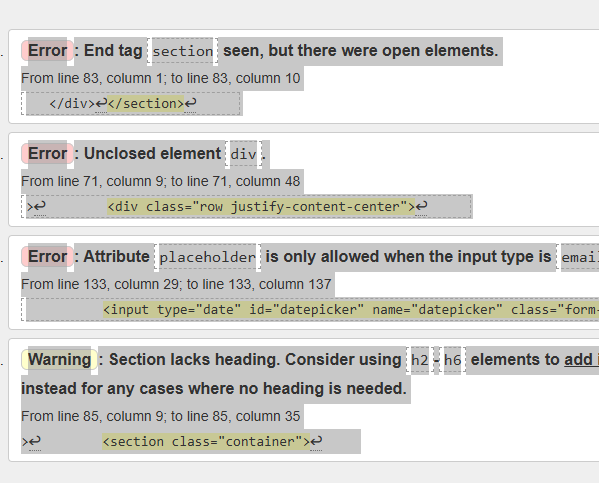 Error: End tag section seen, but there were open elements.
From line 83, column 1; to line 83, column 10
</div>↩</section>↩
Error: Unclosed element div.
From line 71, column 9; to line 71, column 48
>↩ <div class="row justify-content-center">↩
Error: Attribute placeholder is only allowed when the input type is emai
From line 133, column 29; to line 133, column 137
<input type="date" id="datepicker" name="datepicker" class="form-
Warning: Section lacks heading. Consider using h2-h6 elements to add i
instead for any cases where no heading is needed.
From line 85, column 9; to line 85, column 35
>↩ <section class="container">↩